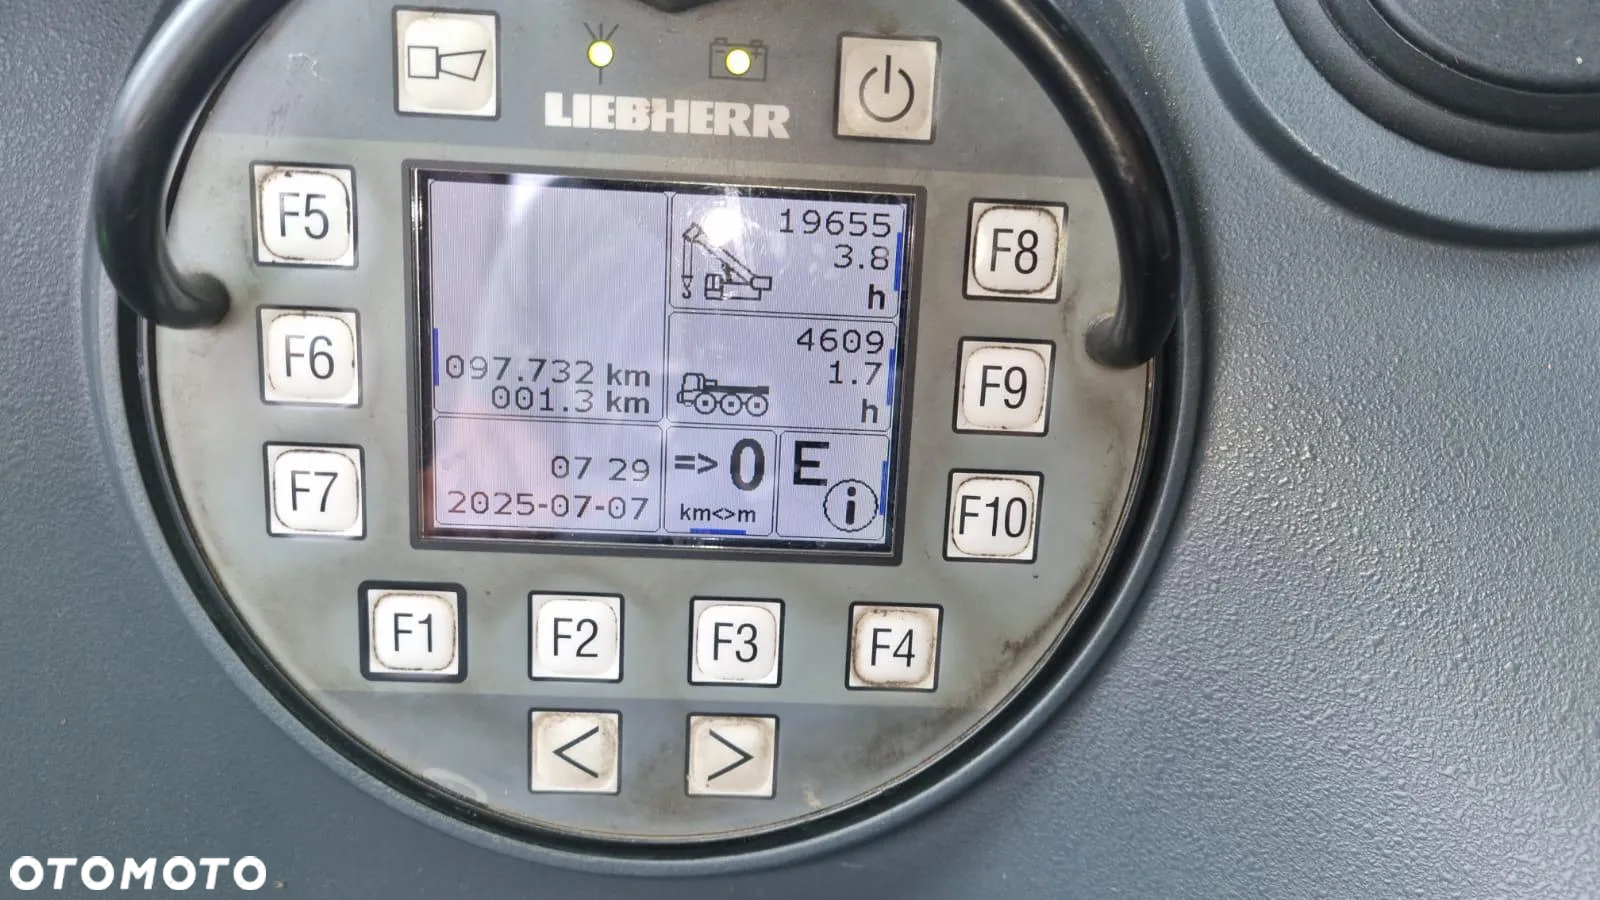 LIEBHERR
F5
F6
F7
19655
3.8
h
4609
1.7
h
097.732 km
001.3 km
07 29
2025-07-07
=> 0
km<>m
E
i
F8
F9
F10
F1
F2
F3
F4
<
>
OTOMOTO